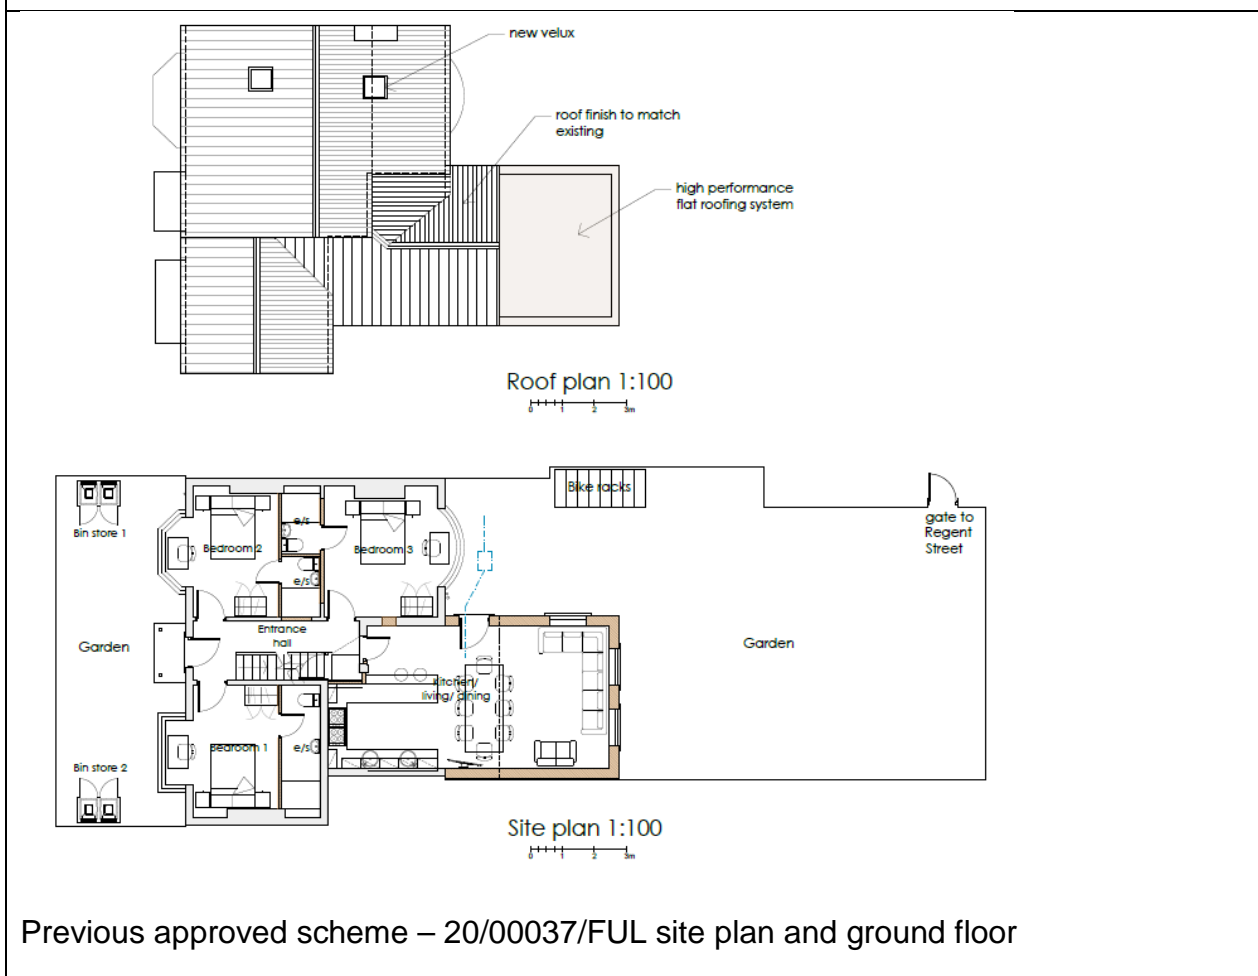 new velux
roof finish to match
existing
high performance
flat roofing system
Roof plan 1:100
0 1 2 3m
Bike racks
Bin store 1
e/s
gate to
Regent
Street
Bedroom 2
Bedroom 3
e/s
Entrance
hall
Garden
Garden
Kitchen/
living/ dining
Bedroom 1
e/s
Bin store 2
Site plan 1:100
0 1 2 3m
Previous approved scheme – 20/00037/FUL site plan and ground floor